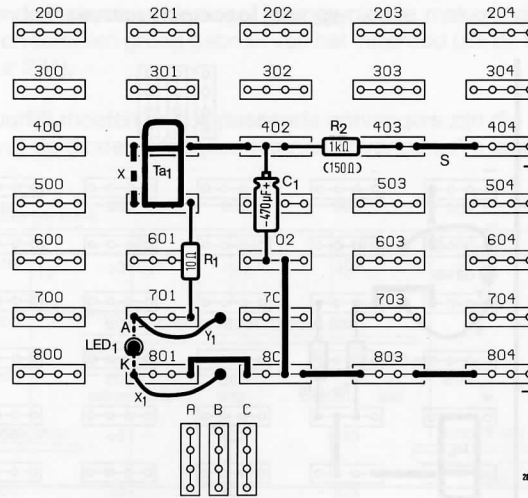 200 201 202 203 204
300 301 302 303 304
400 402 R2 403 404
1kΩ
(150Ω)
S
X Ta1
500 C1 503 504
-470µF+
600 601 R1 02 603 604
10Ω
700 701 70 703 704
A
Y1
LED1
800 K 801 80 803 804
X1
A B C